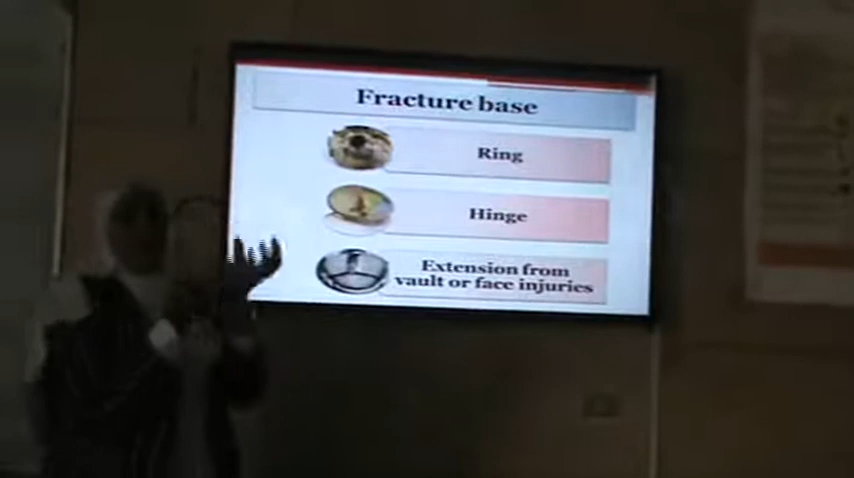 Fracture base
Ring
Hinge
Extension from
vault or face injuries